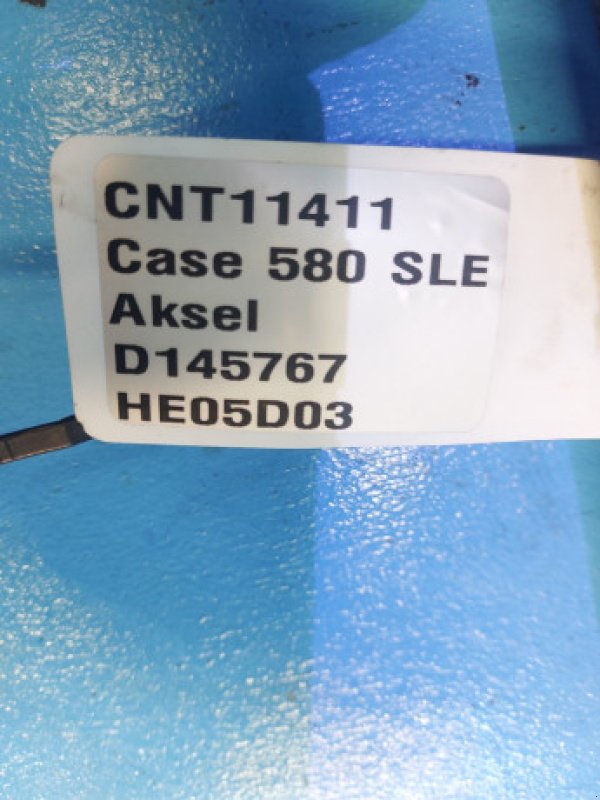 CNT11411
Case 580 SLE
Aksel
D145767
HE05D03